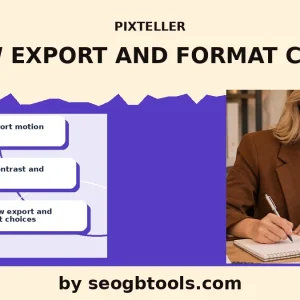 PIXTELLER
EXPORT AND FORMAT
ort motion
ntrast and
w export and
t choices
by seogbtools.com